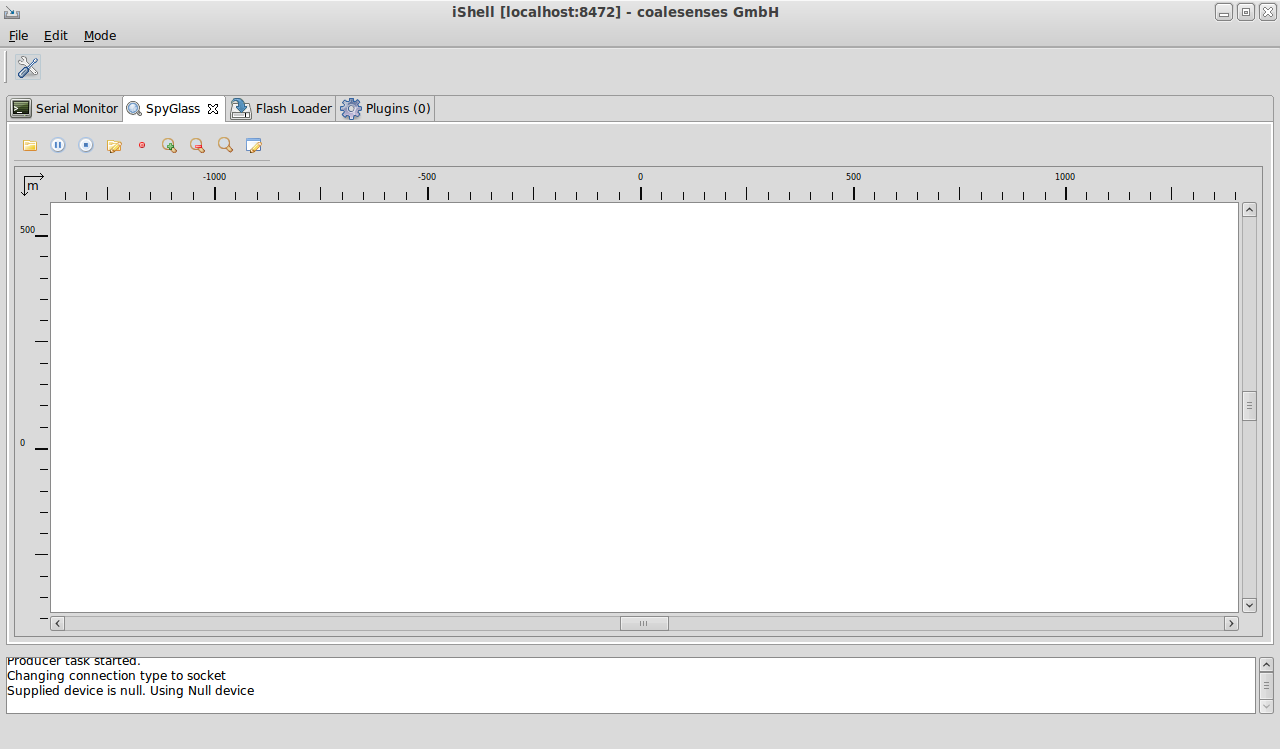 iShell [localhost:8472] - coalesenses GmbH
File Edit Mode
Serial Monitor SpyGlass Flash Loader Plugins (0)
m -1000 -500 0 500 1000
500
0
Producer task started.
Changing connection type to socket
Supplied device is null. Using Null device